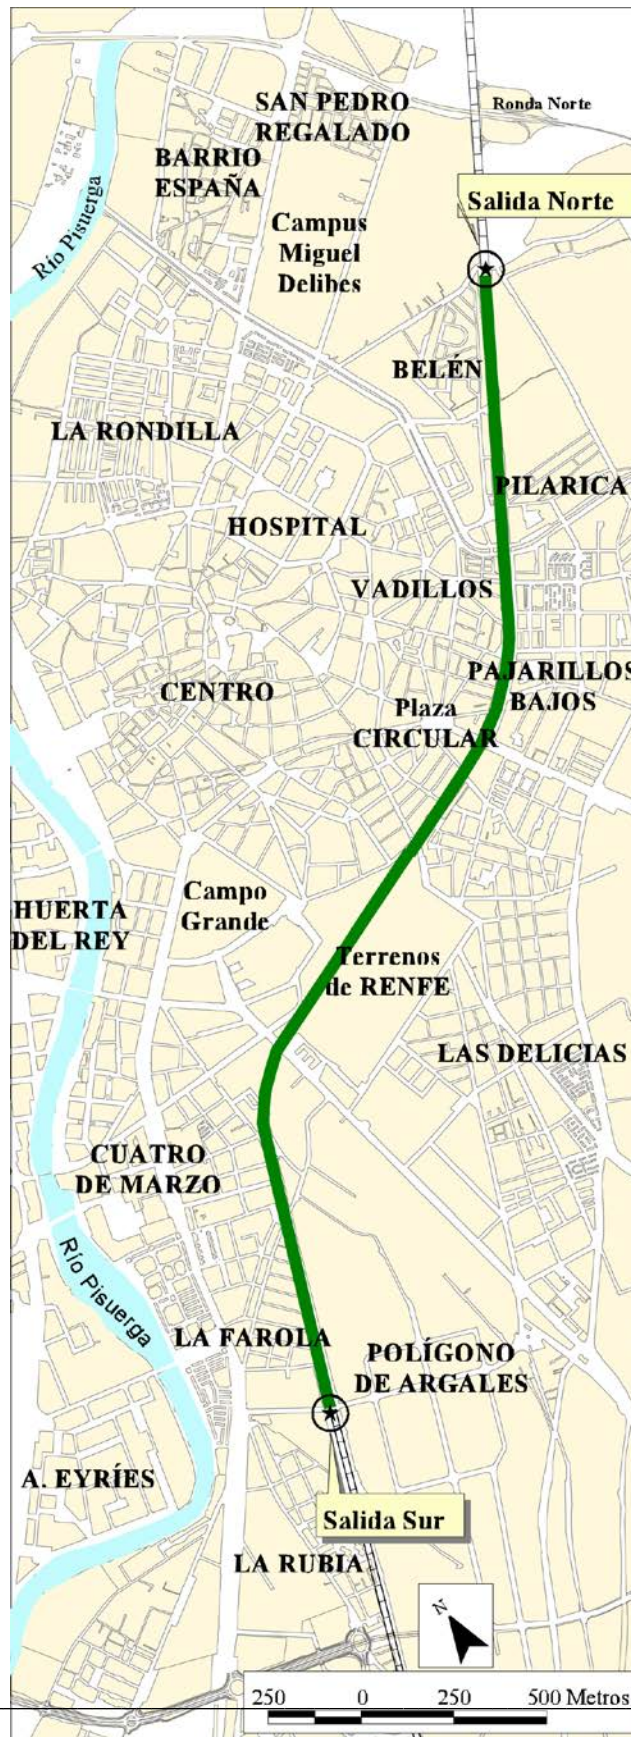 SAN PEDRO
REGALADO
Ronda Norte
BARRIO
ESPAÑA
Salida Norte
Río Pisuerga
Campus
Miguel
Delibes
BELÉN
LA RONDILLA
PILARICA
HOSPITAL
VADILLOS
PAJARILLOS
BAJOS
CENTRO
Plaza
CIRCULAR
Campo
Grande
HUERTA
DEL REY
Terrenos
de RENFE
LAS DELICIAS
CUATRO
DE MARZO
Río Pisuerga
LA FAROLA
POLÍGONO
DE ARGALES
A. EYRÍES
Salida Sur
LA RUBIA
N
250 0 250 500 Metros